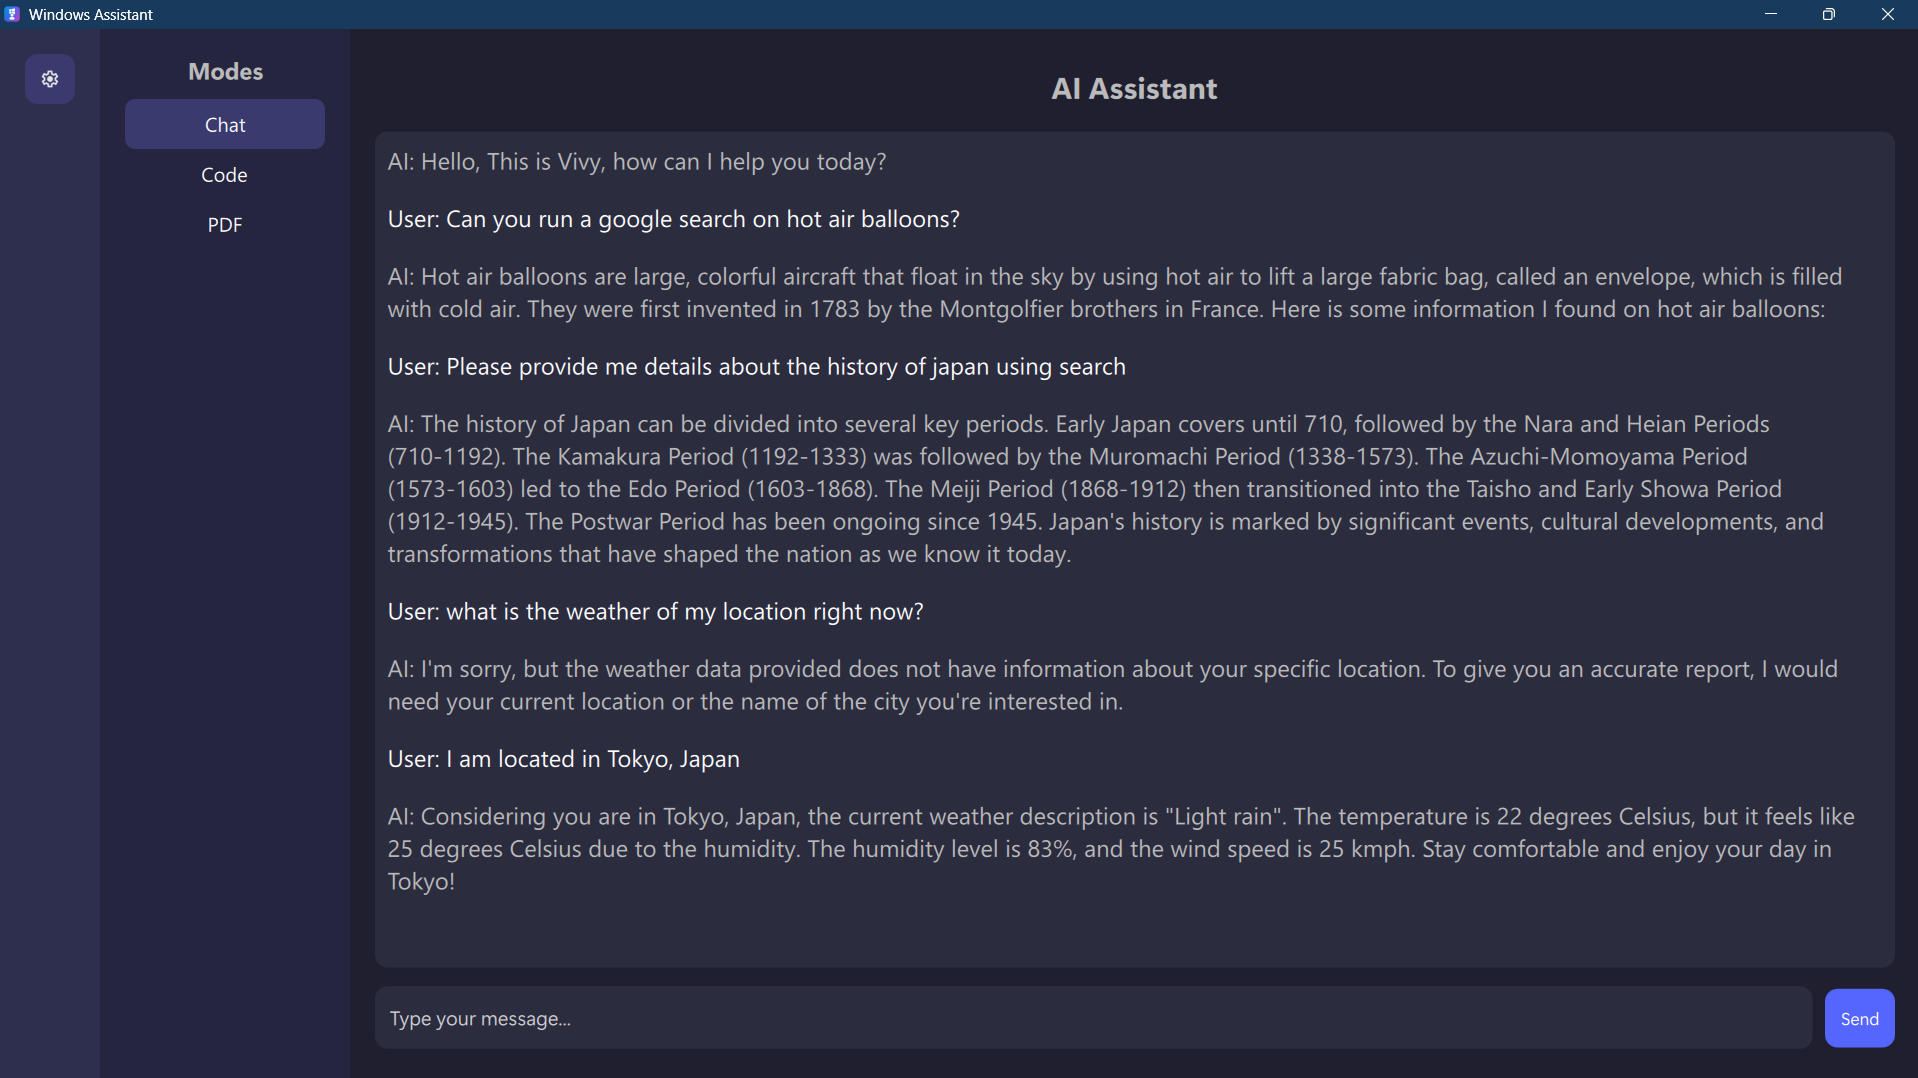 Windows Assistant
Modes
Chat
Code
PDF
AI Assistant
AI: Hello, This is Vivy, how can I help you today?
User: Can you run a google search on hot air balloons?
AI: Hot air balloons are large, colorful aircraft that float in the sky by using hot air to lift a large fabric bag, called an envelope, which is filled
with cold air. They were first invented in 1783 by the Montgolfier brothers in France. Here is some information I found on hot air balloons:
User: Please provide me details about the history of japan using search
AI: The history of Japan can be divided into several key periods. Early Japan covers until 710, followed by the Nara and Heian Periods
(710-1192). The Kamakura Period (1192-1333) was followed by the Muromachi Period (1338-1573). The Azuchi-Momoyama Period
(1573-1603) led to the Edo Period (1603-1868). The Meiji Period (1868-1912) then transitioned into the Taisho and Early Showa Period
(1912-1945). The Postwar Period has been ongoing since 1945. Japan's history is marked by significant events, cultural developments, and
transformations that have shaped the nation as we know it today.
User: what is the weather of my location right now?
AI: I'm sorry, but the weather data provided does not have information about your specific location. To give you an accurate report, I would
need your current location or the name of the city you're interested in.
User: I am located in Tokyo, Japan
AI: Considering you are in Tokyo, Japan, the current weather description is "Light rain". The temperature is 22 degrees Celsius, but it feels like
25 degrees Celsius due to the humidity. The humidity level is 83%, and the wind speed is 25 kmph. Stay comfortable and enjoy your day in
Tokyo!
Type your message...
Send